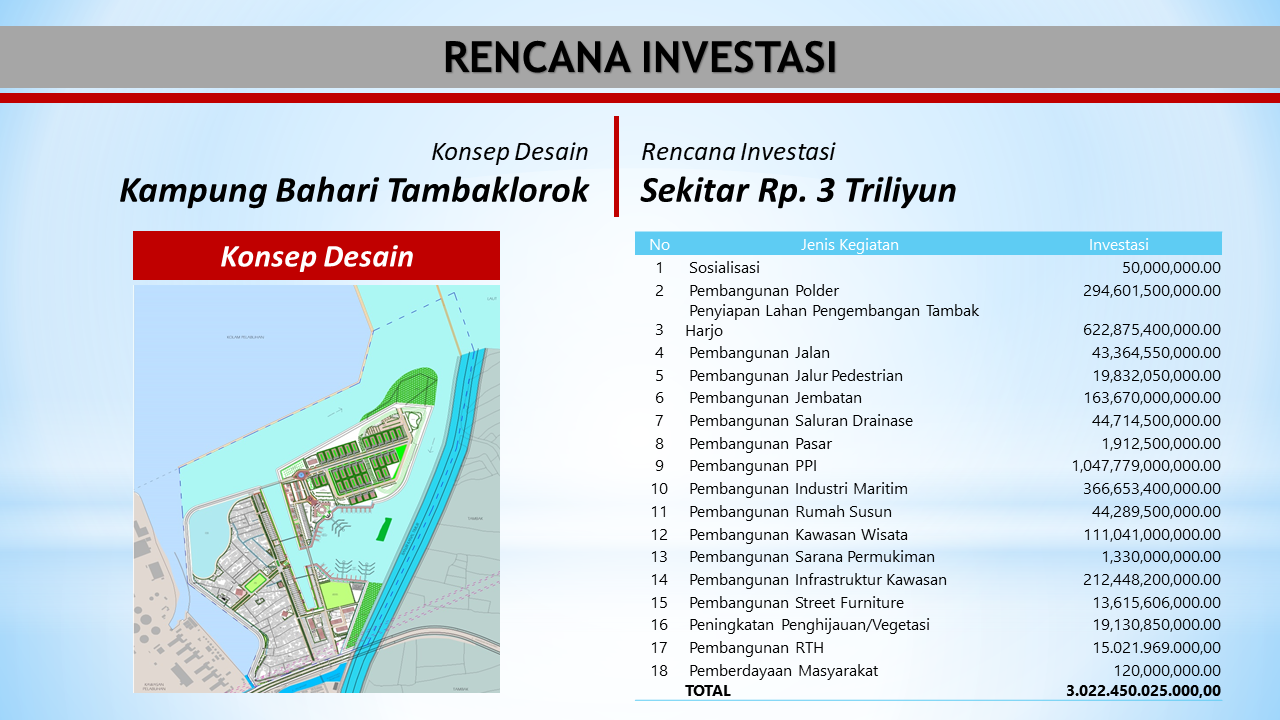 RENCANA INVESTASI
Konsep Desain
Kampung Bahari Tambaklorok
Rencana Investasi
Sekitar Rp. 3 Triliyun
Konsep Desain
No Jenis Kegiatan Investasi
1 Sosialisasi 50,000,000.00
2 Pembangunan Polder 294,601,500,000.00
Penyiapan Lahan Pengembangan Tambak
3 Harjo 622,875,400,000.00
4 Pembangunan Jalan 43,364,550,000.00
5 Pembangunan Jalur Pedestrian 19,832,050,000.00
6 Pembangunan Jembatan 163,670,000,000.00
7 Pembangunan Saluran Drainase 44,714,500,000.00
8 Pembangunan Pasar 1,912,500,000.00
9 Pembangunan PPI 1,047,779,000,000.00
10 Pembangunan Industri Maritim 366,653,400,000.00
11 Pembangunan Rumah Susun 44,289,500,000.00
12 Pembangunan Kawasan Wisata 111,041,000,000.00
13 Pembangunan Sarana Permukiman 1,330,000,000.00
14 Pembangunan Infrastruktur Kawasan 212,448,200,000.00
15 Pembangunan Street Furniture 13,615,606,000.00
16 Peningkatan Penghijauan/Vegetasi 19,130,850,000.00
17 Pembangunan RTH 15.021.969.000,00
18 Pemberdayaan Masyarakat 120,000,000.00
TOTAL 3.022.450.025.000,00